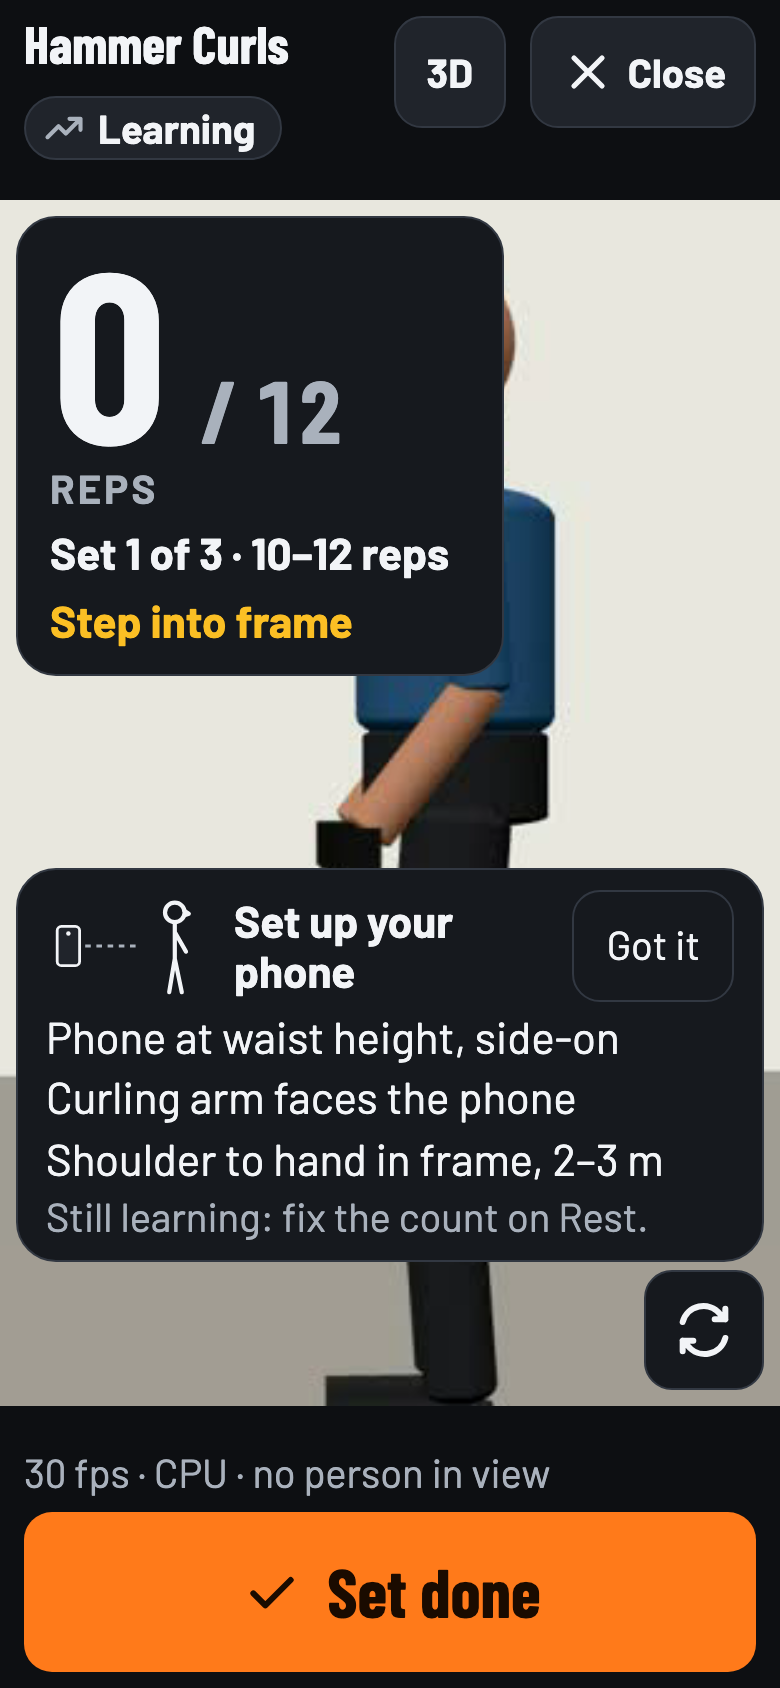 Hammer Curls
Learning
3D
Close
0 / 12
REPS
Set 1 of 3 · 10–12 reps
Step into frame
Set up your
phone
Got it
Phone at waist height, side-on
Curling arm faces the phone
Shoulder to hand in frame, 2–3 m
Still learning: fix the count on Rest.
30 fps · CPU · no person in view
Set done